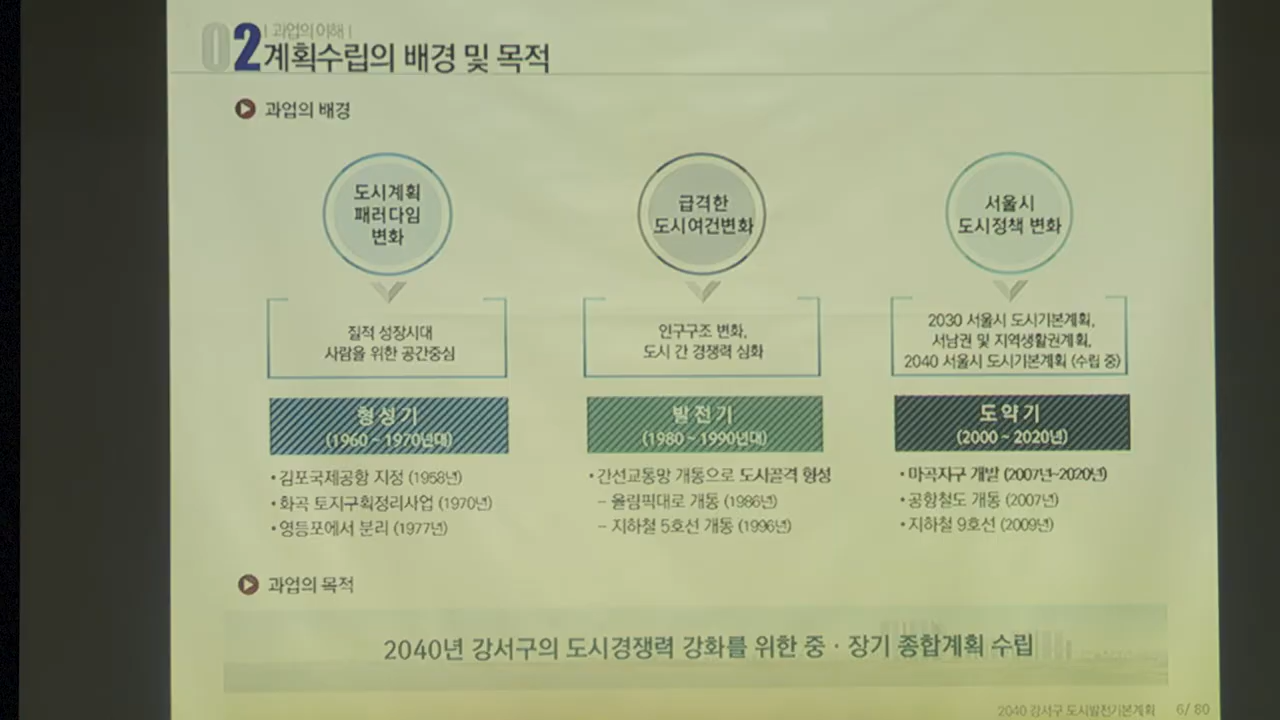 02
| 과업의 이해 |
계획수립의 배경 및 목적
과업의 배경
도시계획
패러다임
변화
급격한
도시여건변화
서울시
도시정책 변화
질적 성장시대
사람을 위한 공간중심
인구구조 변화,
도시 간 경쟁력 심화
2030 서울시 도시기본계획,
서남권 및 지역생활권계획,
2040 서울시 도시기본계획 (수립 중)
형성기
(1960 ~ 1970년대)
• 김포국제공항 지정 (1958년)
• 화곡 토지구획정리사업 (1970년)
• 영등포에서 분리 (1977년)
발전기
(1980 ~ 1990년대)
• 간선교통망 개통으로 도시골격 형성
– 올림픽대로 개통 (1986년)
– 지하철 5호선 개통 (1996년)
도약기
(2000 ~ 2020년)
• 마곡지구 개발 (2007년~2020년)
• 공항철도 개통 (2007년)
• 지하철 9호선 (2009년)
과업의 목적
2040년 강서구의 도시경쟁력 강화를 위한 중 · 장기 종합계획 수립
2040 강서구 도시발전기본계획 6/ 80